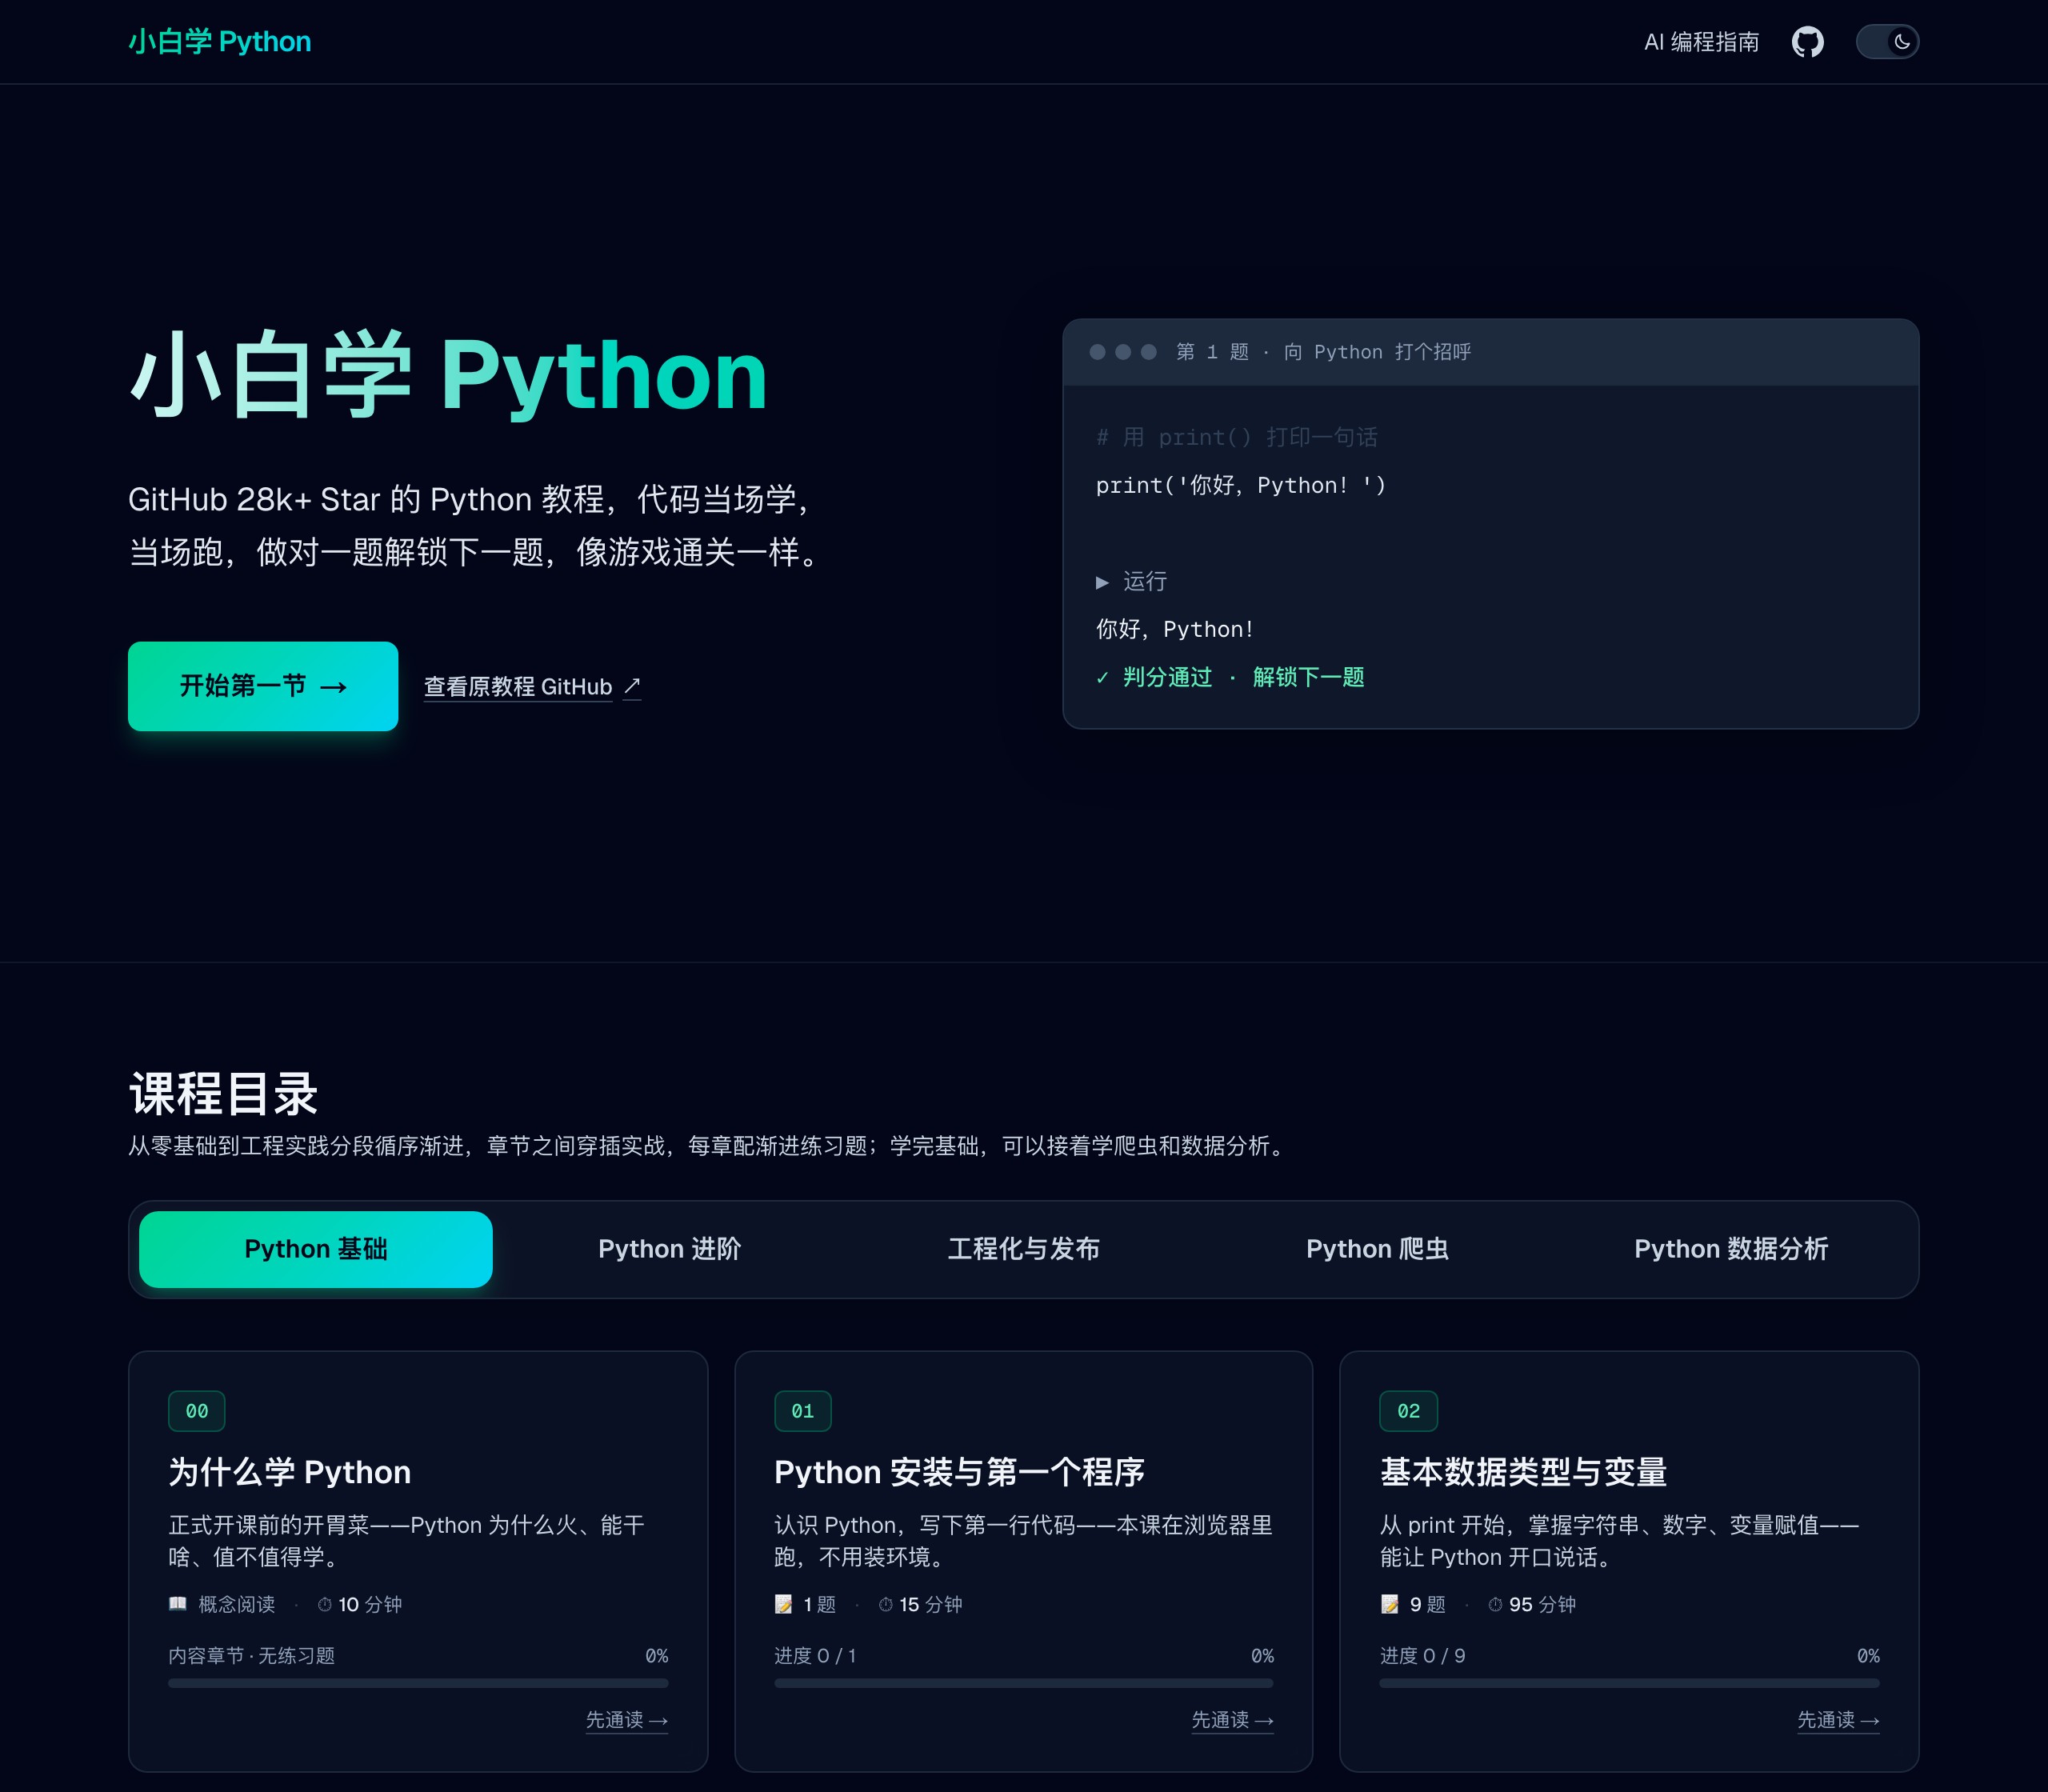 小白学 Python
AI 编程指南
小白学 Python
GitHub 28k+ Star 的 Python 教程，代码当场学，
当场跑，做对一题解锁下一题，像游戏通关一样。
开始第一节 →
查看原教程 GitHub ↗
第 1 题 · 向 Python 打个招呼
# 用 print() 打印一句话
print('你好，Python！')
▶ 运行
你好，Python！
✓ 判分通过 · 解锁下一题
课程目录
从零基础到工程实践分段循序渐进，章节之间穿插实战，每章配渐进练习题；学完基础，可以接着学爬虫和数据分析。
Python 基础
Python 进阶
工程化与发布
Python 爬虫
Python 数据分析
00
为什么学 Python
正式开课前的开胃菜——Python 为什么火、能干
啥、值不值得学。
📖 概念阅读 · ⏱ 10 分钟
内容章节 · 无练习题 0%
先通读 →
01
Python 安装与第一个程序
认识 Python，写下第一行代码——本课在浏览器里
跑，不用装环境。
📝 1 题 · ⏱ 15 分钟
进度 0 / 1 0%
先通读 →
02
基本数据类型与变量
从 print 开始，掌握字符串、数字、变量赋值——
能让 Python 开口说话。
📝 9 题 · ⏱ 95 分钟
进度 0 / 9 0%
先通读 →